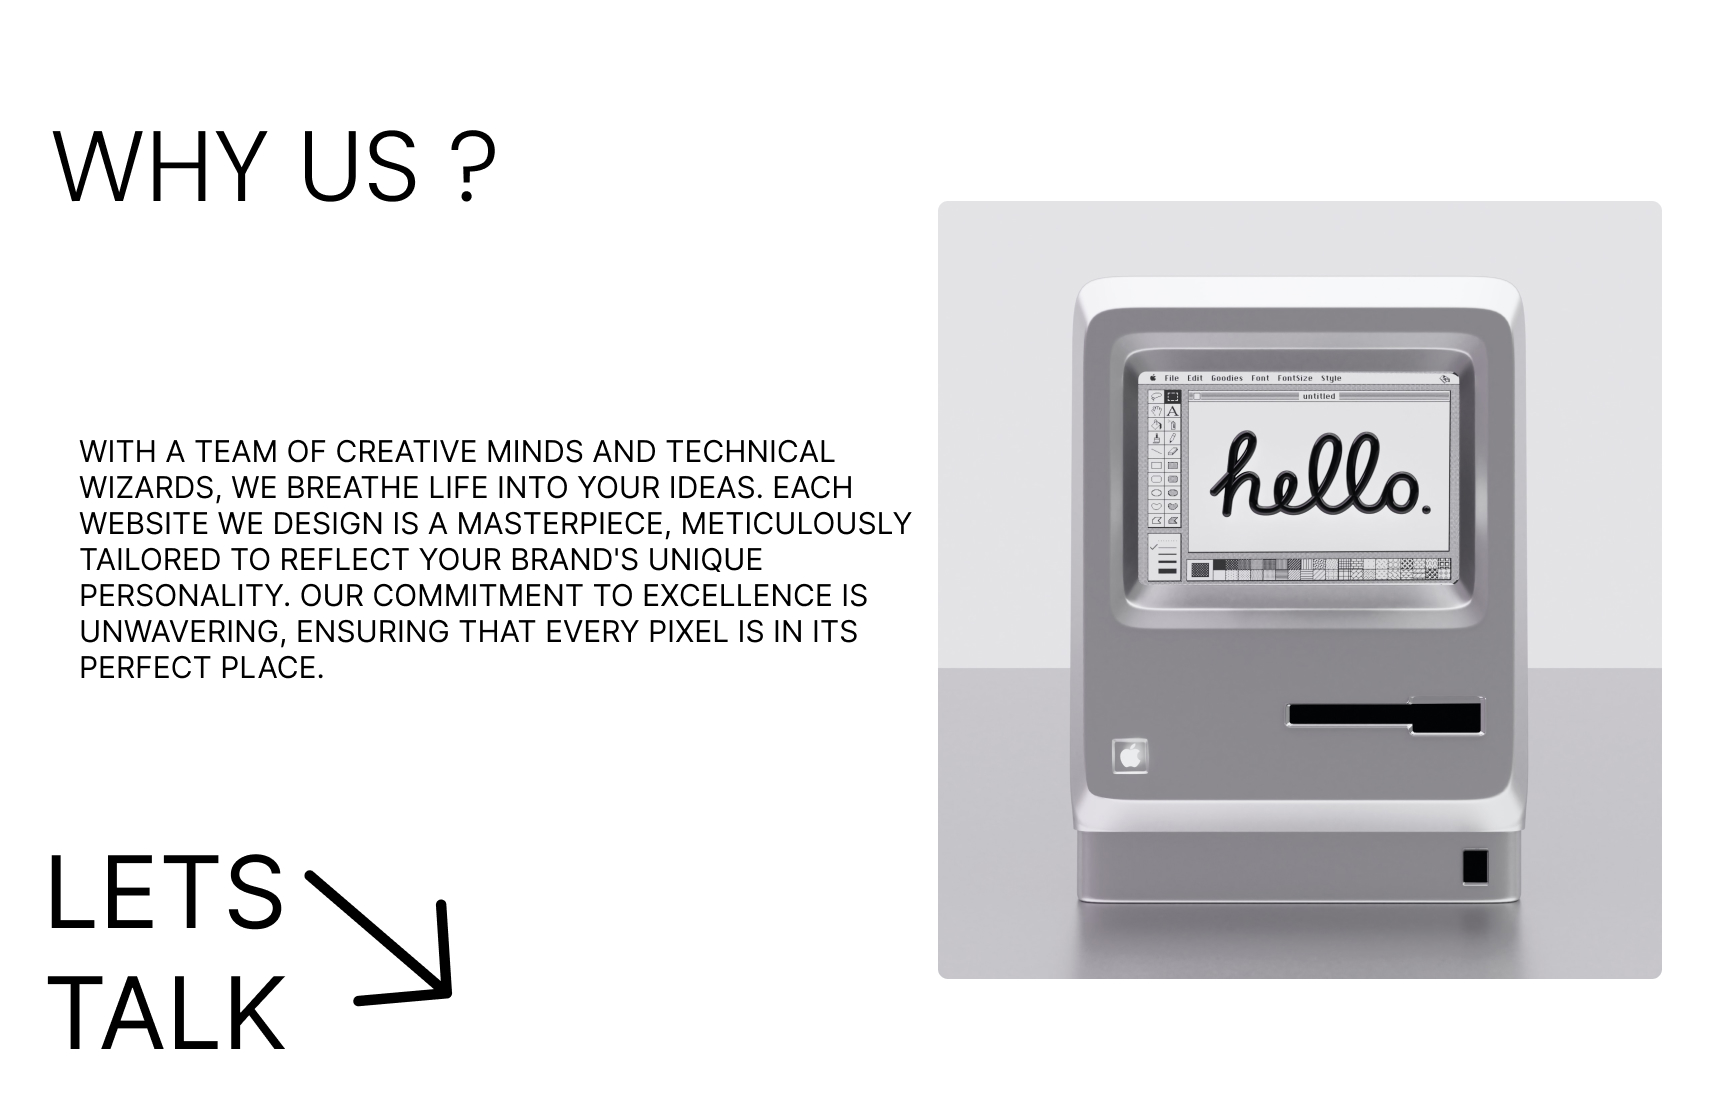 WHY US ?
WITH A TEAM OF CREATIVE MINDS AND TECHNICAL
WIZARDS, WE BREATHE LIFE INTO YOUR IDEAS. EACH
WEBSITE WE DESIGN IS A MASTERPIECE, METICULOUSLY
TAILORED TO REFLECT YOUR BRAND'S UNIQUE
PERSONALITY. OUR COMMITMENT TO EXCELLENCE IS
UNWAVERING, ENSURING THAT EVERY PIXEL IS IN ITS
PERFECT PLACE.
LETS
TALK
File Edit Goodies Font FontSize Style
untitled
A
hello.